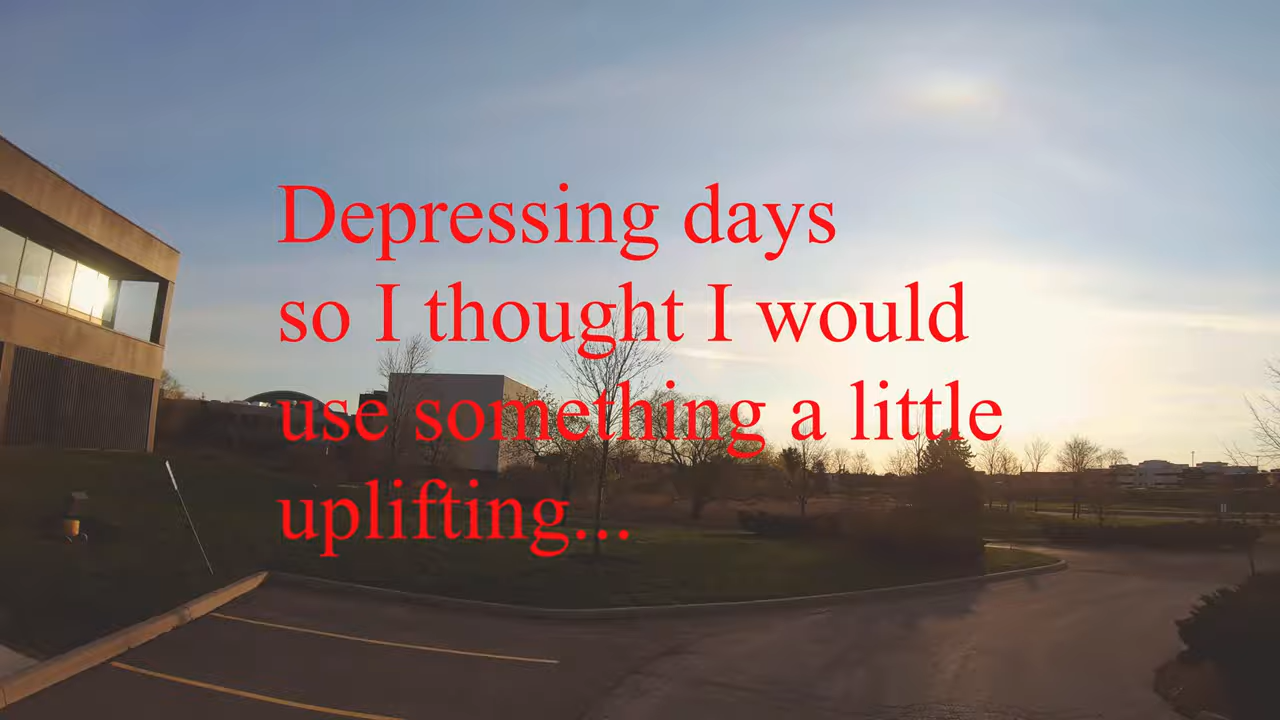 Depressing days
so I thought I would
use something a little
uplifting...